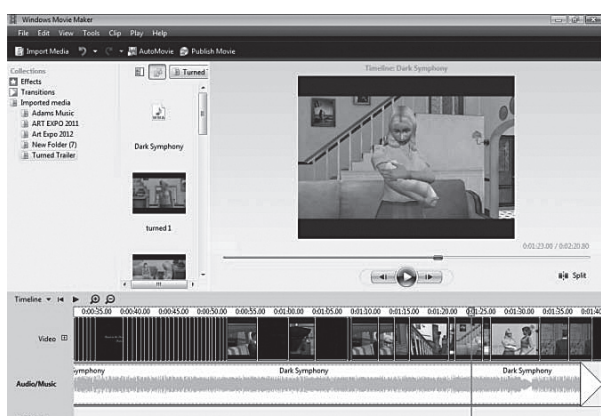 Windows Movie Maker
File Edit View Tools Clip Play Help
Import Media AutoMovie Publish Movie
Collections
Effects
Transitions
Imported media
Adams Music
ART EXPO 2011
Art Expo 2012
New Folder (7)
Turned Trailer
Turned
Dark Symphony
turned 1
Timeline: Dark Symphony
0:01:23.00 / 0:02:20.80
Split
Timeline
0:00:35.00 0:00:40.00 0:00:45.00 0:00:50.00 0:00:55.00 0:01:00.00 0:01:05.00 0:01:10.00 0:01:15.00 0:01:20.00 0:01:25.00 0:01:30.00 0:01:35.00 0:01:40
Video
ymphony Dark Symphony Dark Symphony
Audio/Music